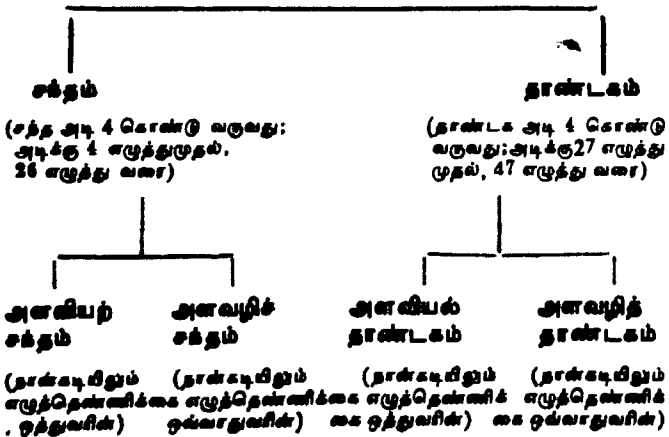 சந்தம்
(சந்த அடி 4 கொண்டு வருவது;
அடிக்கு 4 எழுத்துமுதல்,
26 எழுத்து வரை)
தாண்டகம்
(தாண்டக அடி 4 கொண்டு
வருவது;அடிக்கு27 எழுத்து
முதல், 47 எழுத்து வரை)
அளவியற்
சந்தம்
(நான்கடியிலும்
எழுத்தெண்ணிக்கை
ஒத்துவரின்)
அளவழிச்
சந்தம்
(நான்கடியிலும்
எழுத்தெண்ணிக்கை
ஒவ்வாதுவரின்)
அளவியல்
தாண்டகம்
(நான்கடியிலும்
எழுத்தெண்ணிக்
கை ஒத்துவரின்)
அளவழித்
தாண்டகம்
(நான்கடியிலும்
எழுத்தெண்ணிக்
கை ஒவ்வாதுவரின்)